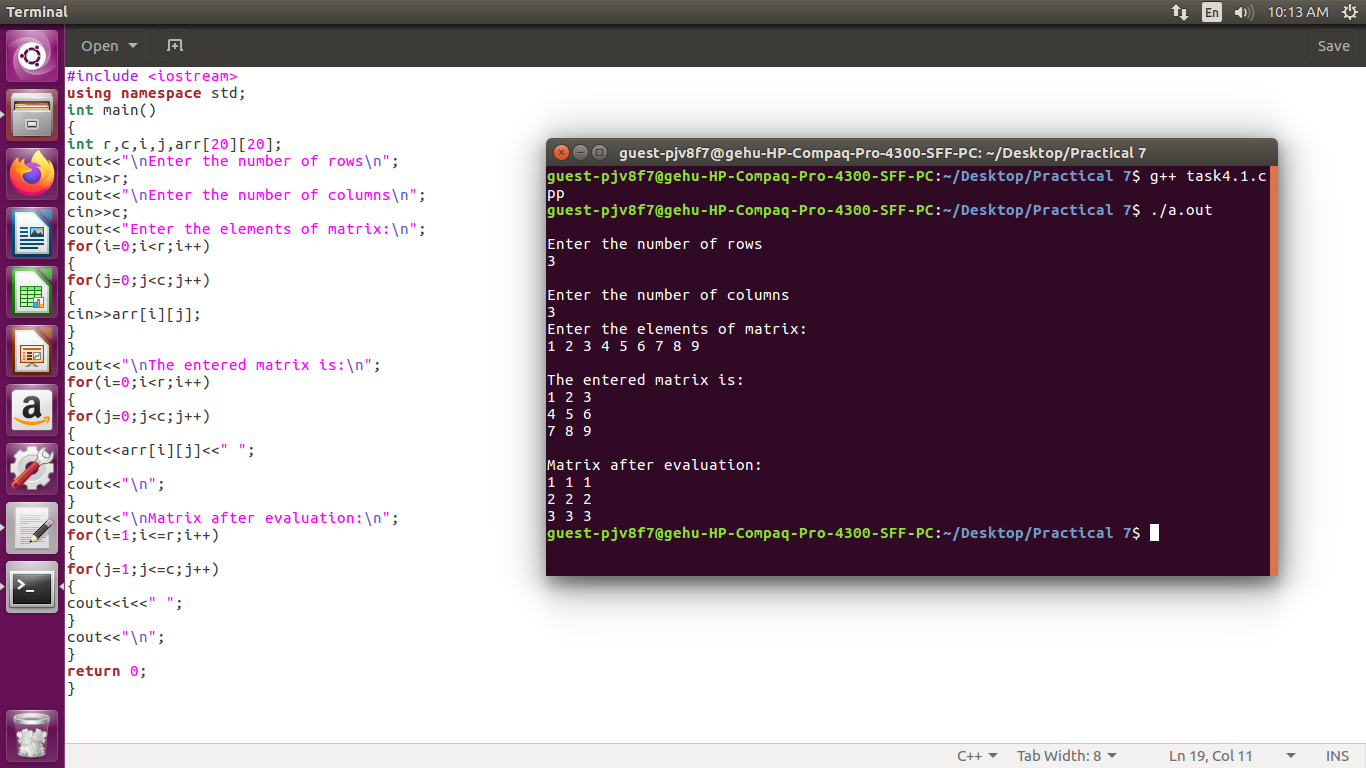 Terminal
En
10:13 AM
Open
Save
#include <iostream>
using namespace std;
int main()
{
int r,c,i,j,arr[20][20];
cout<<"\nEnter the number of rows\n";
cin>>r;
cout<<"\nEnter the number of columns\n";
cin>>c;
cout<<"Enter the elements of matrix:\n";
for(i=0;i<r;i++)
{
for(j=0;j<c;j++)
{
cin>>arr[i][j];
}
}
cout<<"\nThe entered matrix is:\n";
for(i=0;i<r;i++)
{
for(j=0;j<c;j++)
{
cout<<arr[i][j]<<" ";
}
cout<<"\n";
}
cout<<"\nMatrix after evaluation:\n";
for(i=1;i<=r;i++)
{
for(j=1;j<=c;j++)
{
cout<<i<<" ";
}
cout<<"\n";
}
return 0;
}
guest-pjv8f7@gehu-HP-Compaq-Pro-4300-SFF-PC: ~/Desktop/Practical 7
guest-pjv8f7@gehu-HP-Compaq-Pro-4300-SFF-PC:~/Desktop/Practical 7$ g++ task4.1.c
pp
guest-pjv8f7@gehu-HP-Compaq-Pro-4300-SFF-PC:~/Desktop/Practical 7$ ./a.out
Enter the number of rows
3
Enter the number of columns
3
Enter the elements of matrix:
1 2 3 4 5 6 7 8 9
The entered matrix is:
1 2 3
4 5 6
7 8 9
Matrix after evaluation:
1 1 1
2 2 2
3 3 3
guest-pjv8f7@gehu-HP-Compaq-Pro-4300-SFF-PC:~/Desktop/Practical 7$
C++
Tab Width: 8
Ln 19, Col 11
INS